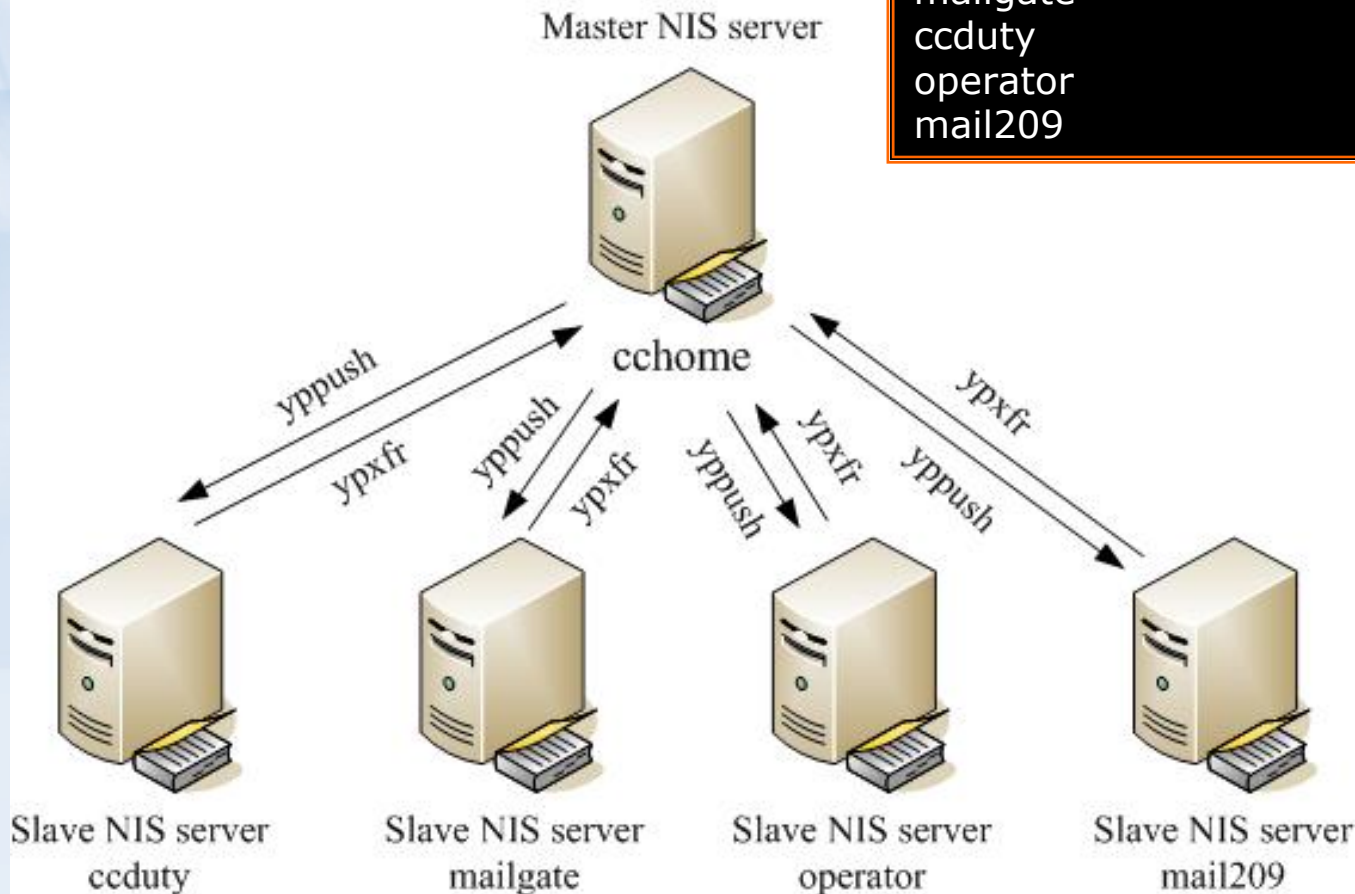 Master NIS server
mailgate
ccduty
operator
mail209
cchome
yppush
ypxfr
yppush
ypxfr
yppush
ypxfr
ypxfr
yppush
Slave NIS server
ccduty
Slave NIS server
mailgate
Slave NIS server
operator
Slave NIS server
mail209